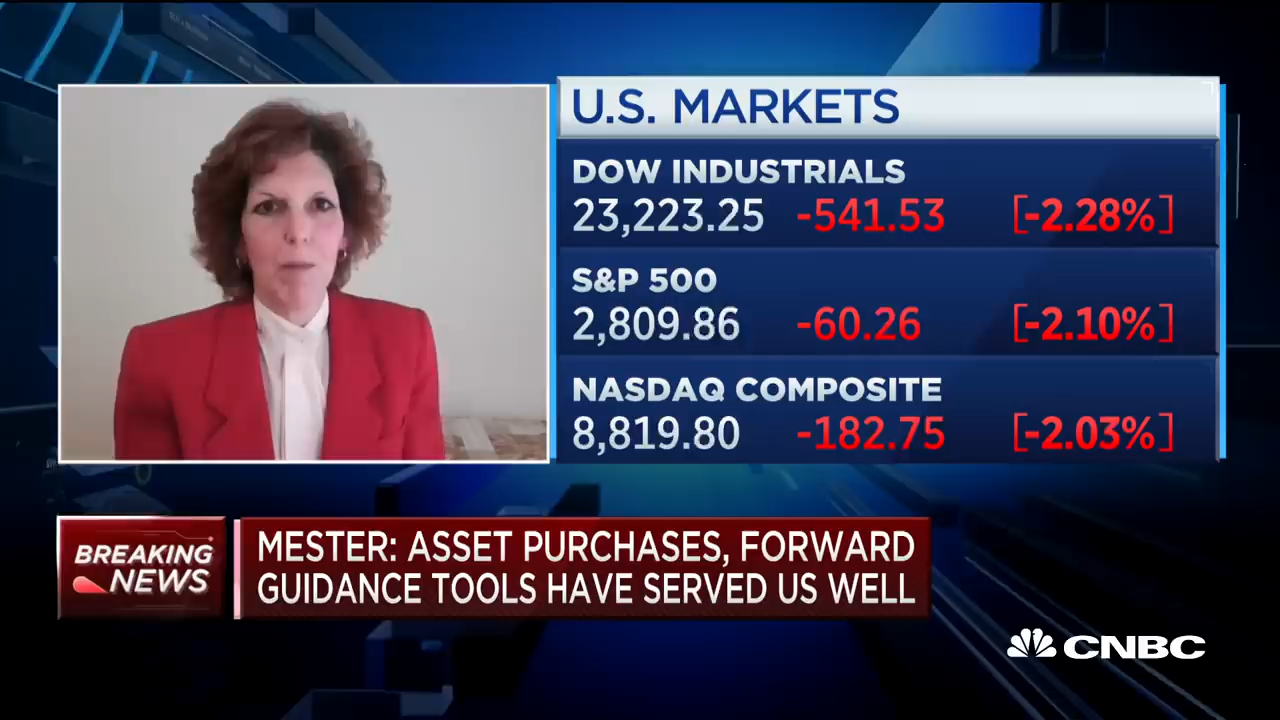 U.S. MARKETS
DOW INDUSTRIALS
23,223.25 -541.53 [-2.28%]
S&P 500
2,809.86 -60.26 [-2.10%]
NASDAQ COMPOSITE
8,819.80 -182.75 [-2.03%]
BREAKING
NEWS
MESTER: ASSET PURCHASES, FORWARD
GUIDANCE TOOLS HAVE SERVED US WELL
CNBC